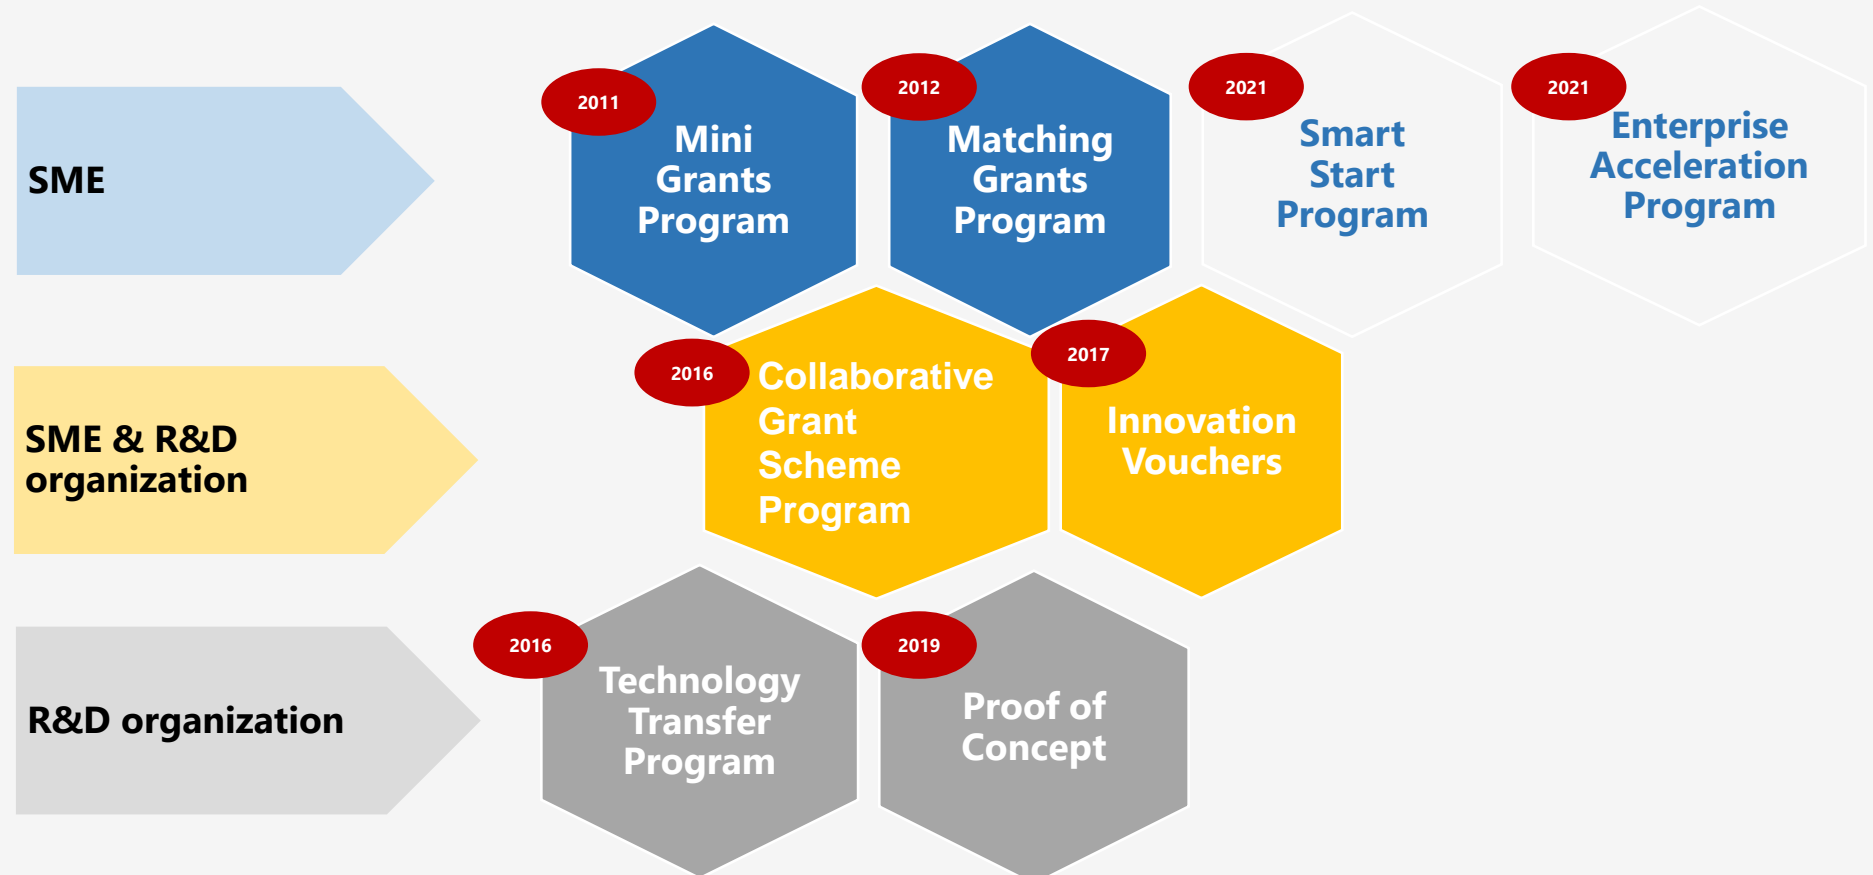 SME
2011
Mini
Grants
Program
2012
Matching
Grants
Program
2021
Smart
Start
Program
2021
Enterprise
Acceleration
Program
SME & R&D
organization
2016
Collaborative
Grant
Scheme
Program
2017
Innovation
Vouchers
R&D organization
2016
Technology
Transfer
Program
2019
Proof of
Concept